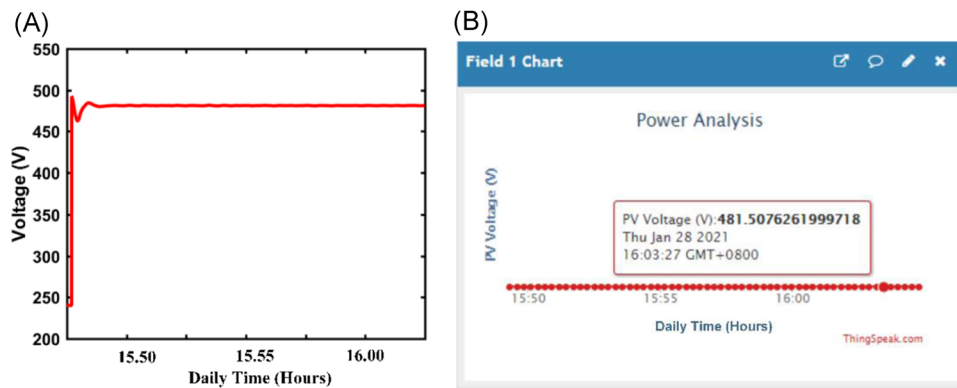 (A)
550
500
450
400
350
300
250
200
Voltage (V)
15.50 15.55 16.00
Daily Time (Hours)
(B)
Field 1 Chart
Power Analysis
PV Voltage (V)
PV Voltage (V):481.5076261999718
Thu Jan 28 2021
16:03:27 GMT+0800
15:50 15:55 16:00
Daily Time (Hours)
ThingSpeak.com